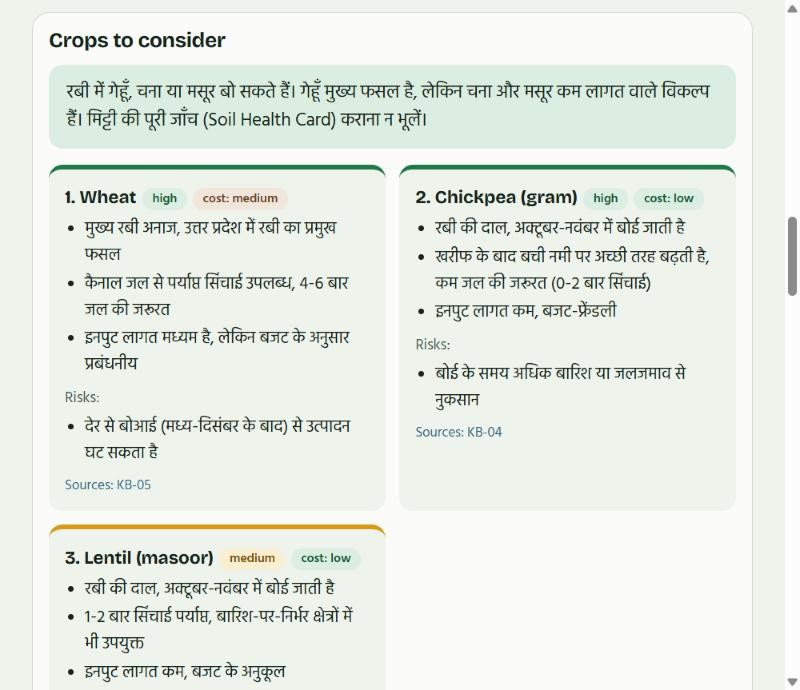 Crops to consider
रबी में गेहूँ, चना या मसूर बो सकते हैं। गेहूँ मुख्य फसल है, लेकिन चना और मसूर कम लागत वाले विकल्प
हैं। मिट्टी की पूरी जाँच (Soil Health Card) कराना न भूलें।
1. Wheat high cost: medium
मुख्य रबी अनाज, उत्तर प्रदेश में रबी का प्रमुख
फसल
कैनाल जल से पर्याप्त सिंचाई उपलब्ध, 4-6 बार
जल की जरूरत
इनपुट लागत मध्यम है, लेकिन बजट के अनुसार
प्रबंधनीय
Risks:
देर से बोआई (मध्य-दिसंबर के बाद) से उत्पादन
घट सकता है
Sources: KB-05
2. Chickpea (gram) high cost: low
रबी की दाल, अक्टूबर-नवंबर में बोई जाती है
खरीफ के बाद बची नमी पर अच्छी तरह बढ़ती है,
कम जल की जरूरत (0-2 बार सिंचाई)
इनपुट लागत कम, बजट-फ्रेंडली
Risks:
बोई के समय अधिक बारिश या जलजमाव से
नुकसान
Sources: KB-04
3. Lentil (masoor) medium cost: low
रबी की दाल, अक्टूबर-नवंबर में बोई जाती है
1-2 बार सिंचाई पर्याप्त, बारिश-पर-निर्भर क्षेत्रों में
भी उपयुक्त
इनपुट लागत कम, बजट के अनुकूल